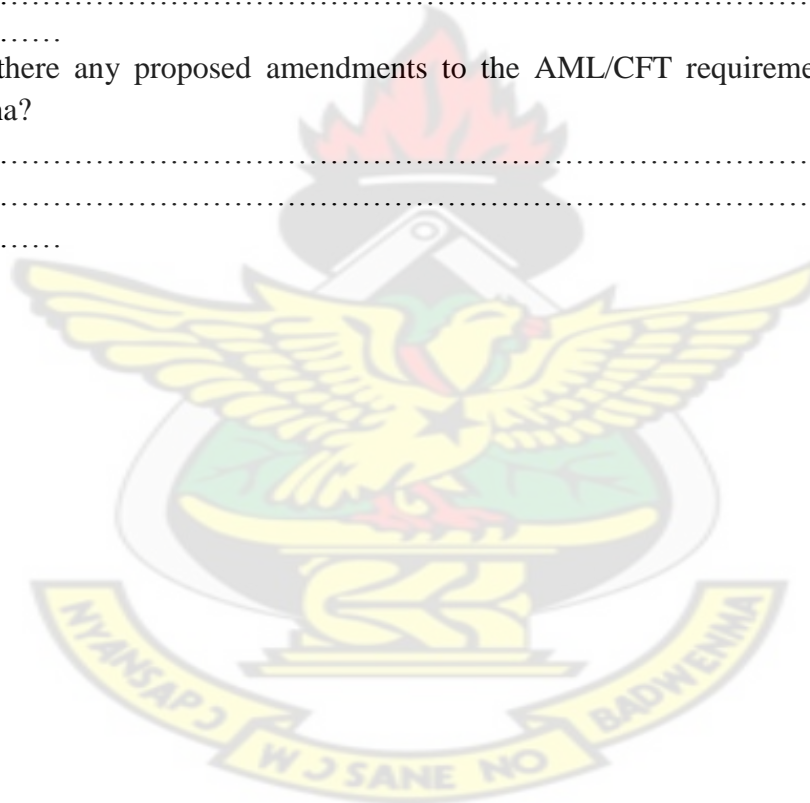 …………………………………………………………………………
……
there any proposed amendments to the AML/CFT requireme
na?
…………………………………………………………………………
…………………………………………………………………………
……
NYANSAPƆ WƆSANE NO BADWENMA